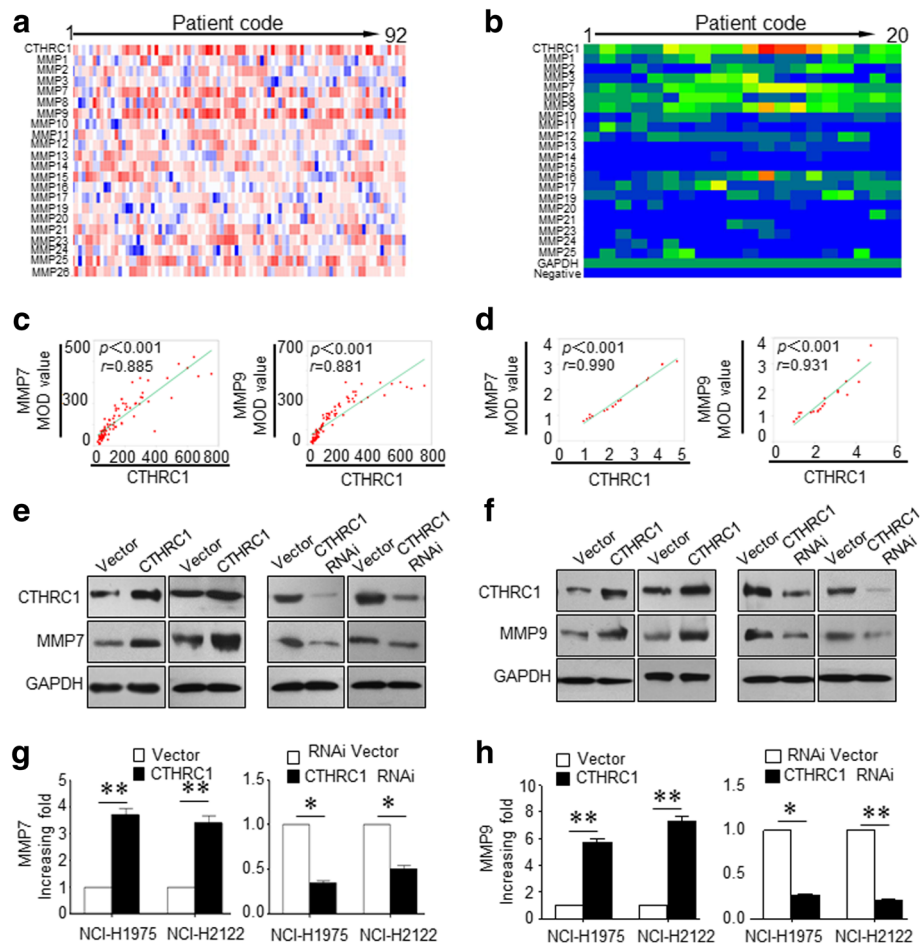 a
Patient code
1
92
CTHRC1
MMP1
MMP2
MMP3
MMP7
MMP8
MMP9
MMP10
MMP11
MMP12
MMP13
MMP14
MMP15
MMP16
MMP17
MMP19
MMP20
MMP21
MMP23
MMP24
MMP25
MMP26
b
Patient code
1
20
CTHRC1
MMP1
MMP2
MMP3
MMP7
MMP8
MMP9
MMP10
MMP11
MMP12
MMP13
MMP14
MMP15
MMP16
MMP17
MMP19
MMP20
MMP21
MMP23
MMP24
MMP25
GAPDH
Negative
c
MMP7
MOD value
500
300
0
p<0.001
r=0.885
0 200 400 600 800
CTHRC1
MMP9
MOD value
700
300
0
p<0.001
r=0.881
0 200 400 600 800
CTHRC1
d
MMP7
MOD value
4
3
2
1
0
p<0.001
r=0.990
0 1 2 3 4 5
CTHRC1
MMP9
MOD value
4
3
2
1
0
p<0.001
r=0.931
0 2 4 6
CTHRC1
e
Vector CTHRC1 Vector CTHRC1 Vector CTHRC1 RNAi Vector CTHRC1 RNAi
CTHRC1
MMP7
GAPDH
f
Vector CTHRC1 Vector CTHRC1 Vector CTHRC1 RNAi Vector CTHRC1 RNAi
CTHRC1
MMP9
GAPDH
g
Vector
CTHRC1
MMP7
Increasing fold
5
4
3
2
1
0
** **
NCI-H1975 NCI-H2122
RNAi Vector
CTHRC1 RNAi
1.5
1.0
0.5
0.0
* *
NCI-H1975 NCI-H2122
h
Vector
CTHRC1
MMP9
Increasing fold
10
8
6
4
2
0
** **
NCI-H1975 NCI-H2122
RNAi Vector
CTHRC1 RNAi
1.5
1.0
0.5
0.0
* **
NCI-H1975 NCI-H2122